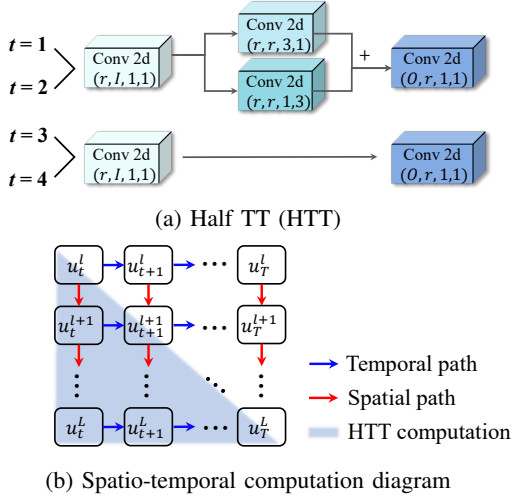 t = 1
t = 2
Conv 2d
(r, I,1,1)
Conv 2d
(r, r,3,1)
Conv 2d
(r, r,1,3)
+
Conv 2d
(O, r,1,1)
t = 3
t = 4
Conv 2d
(r, I,1,1)
Conv 2d
(O, r,1,1)
(a) Half TT (HTT)
u_t^l u_{t+1}^l ··· u_T^l
u_t^{l+1} u_{t+1}^{l+1} ··· u_T^{l+1}
u_t^L u_{t+1}^L ··· u_T^L
Temporal path
Spatial path
HTT computation
(b) Spatio-temporal computation diagram